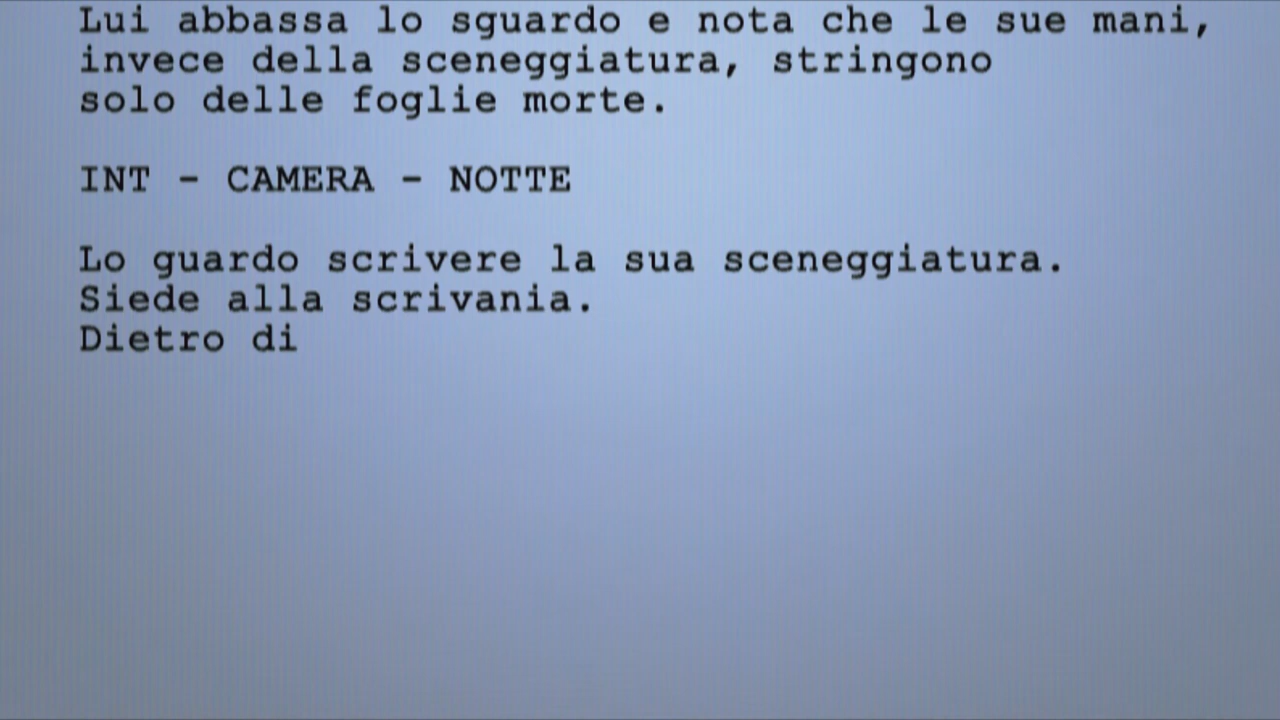 Lui abbassa lo sguardo e nota che le sue mani,
invece della sceneggiatura, stringono
solo delle foglie morte.
INT - CAMERA - NOTTE
Lo guardo scrivere la sua sceneggiatura.
Siede alla scrivania.
Dietro di